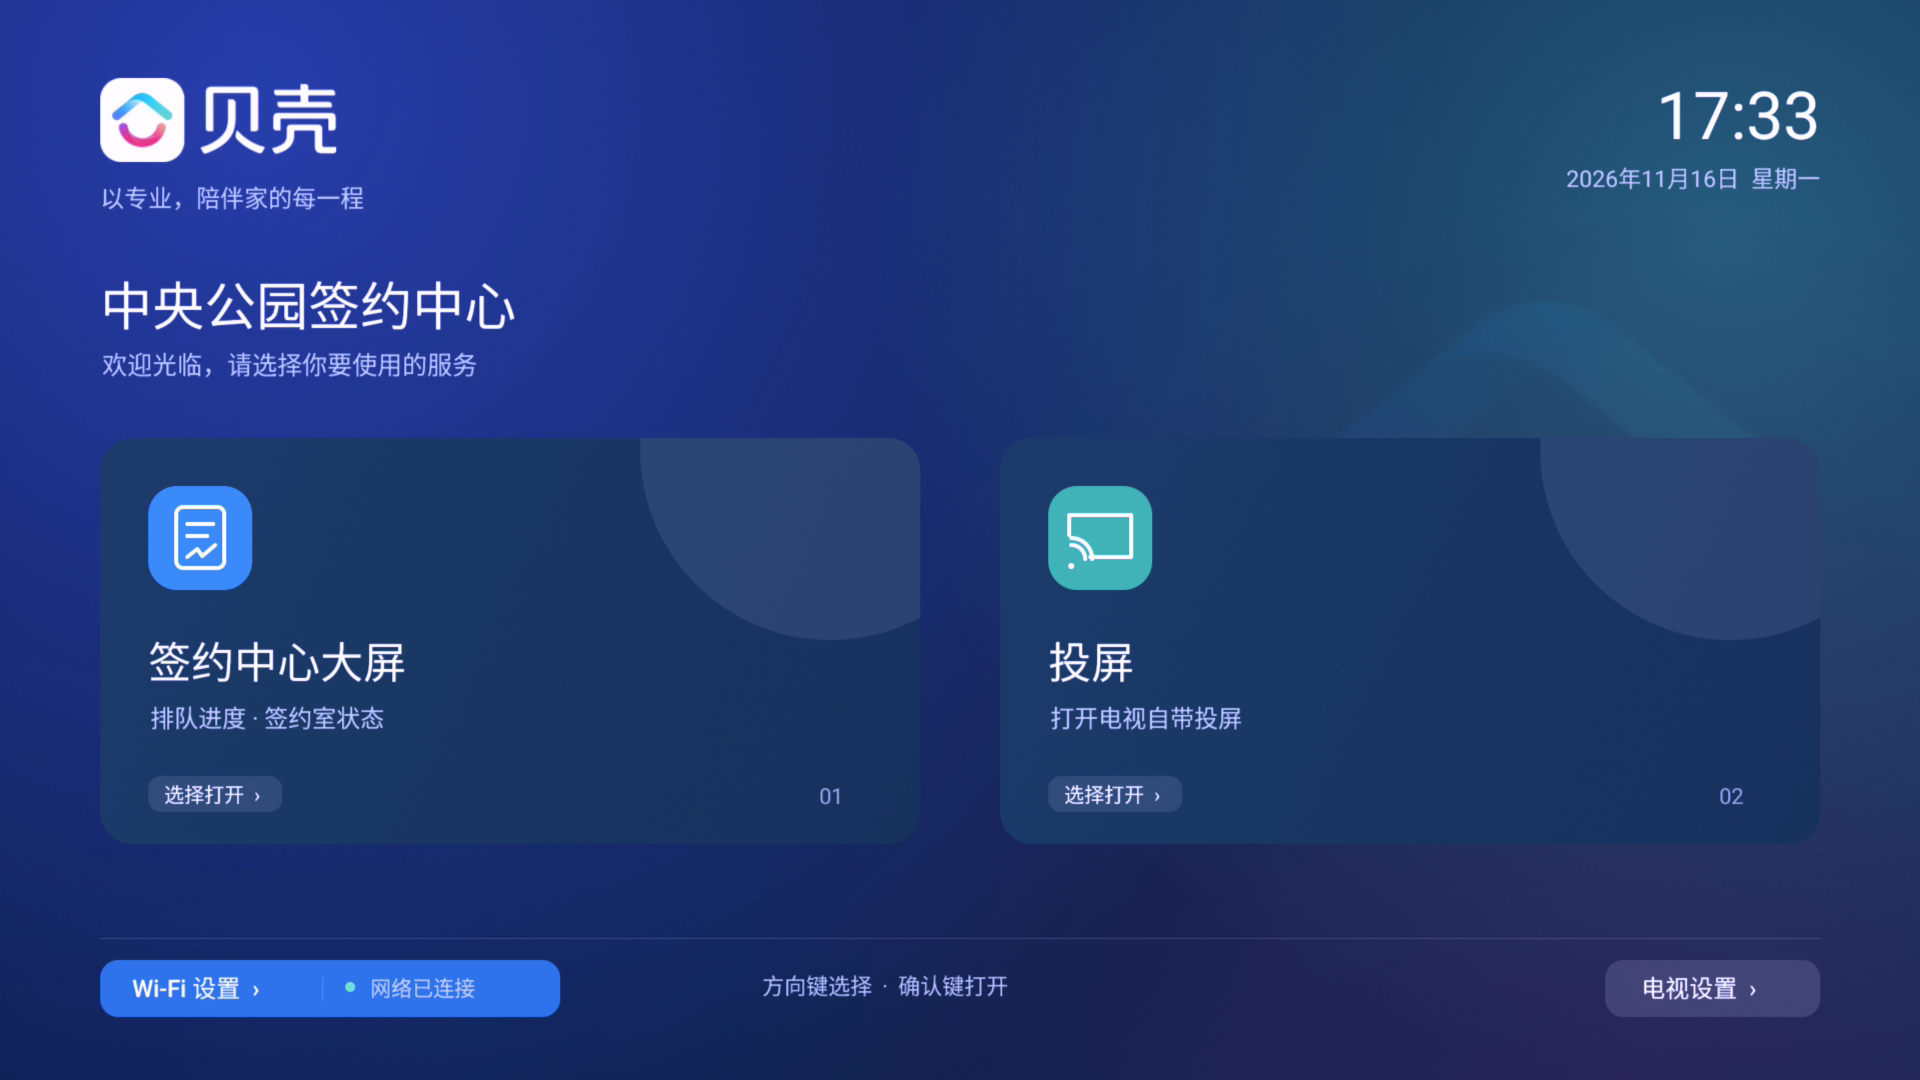 贝壳
以专业，陪伴家的每一程
17:33
2026年11月16日 星期一
中央公园签约中心
欢迎光临，请选择你要使用的服务
签约中心大屏
排队进度 · 签约室状态
选择打开 ›
01
投屏
打开电视自带投屏
选择打开 ›
02
Wi-Fi 设置 ›
网络已连接
方向键选择 · 确认键打开
电视设置 ›